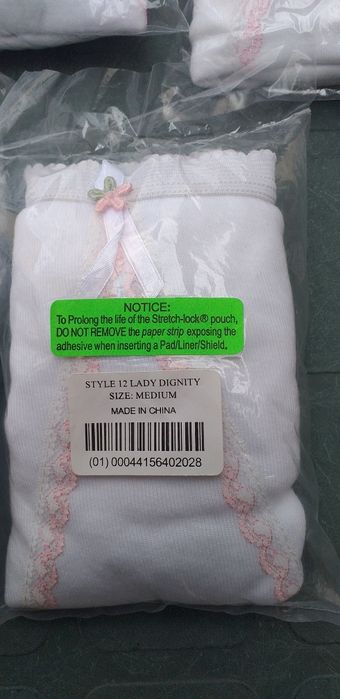 NOTICE:
To Prolong the life of the Stretch-lock® pouch,
DO NOT REMOVE the paper strip exposing the
adhesive when inserting a Pad/Liner/Shield.
STYLE 12 LADY DIGNITY
SIZE: MEDIUM
MADE IN CHINA
(01) 00044156402028